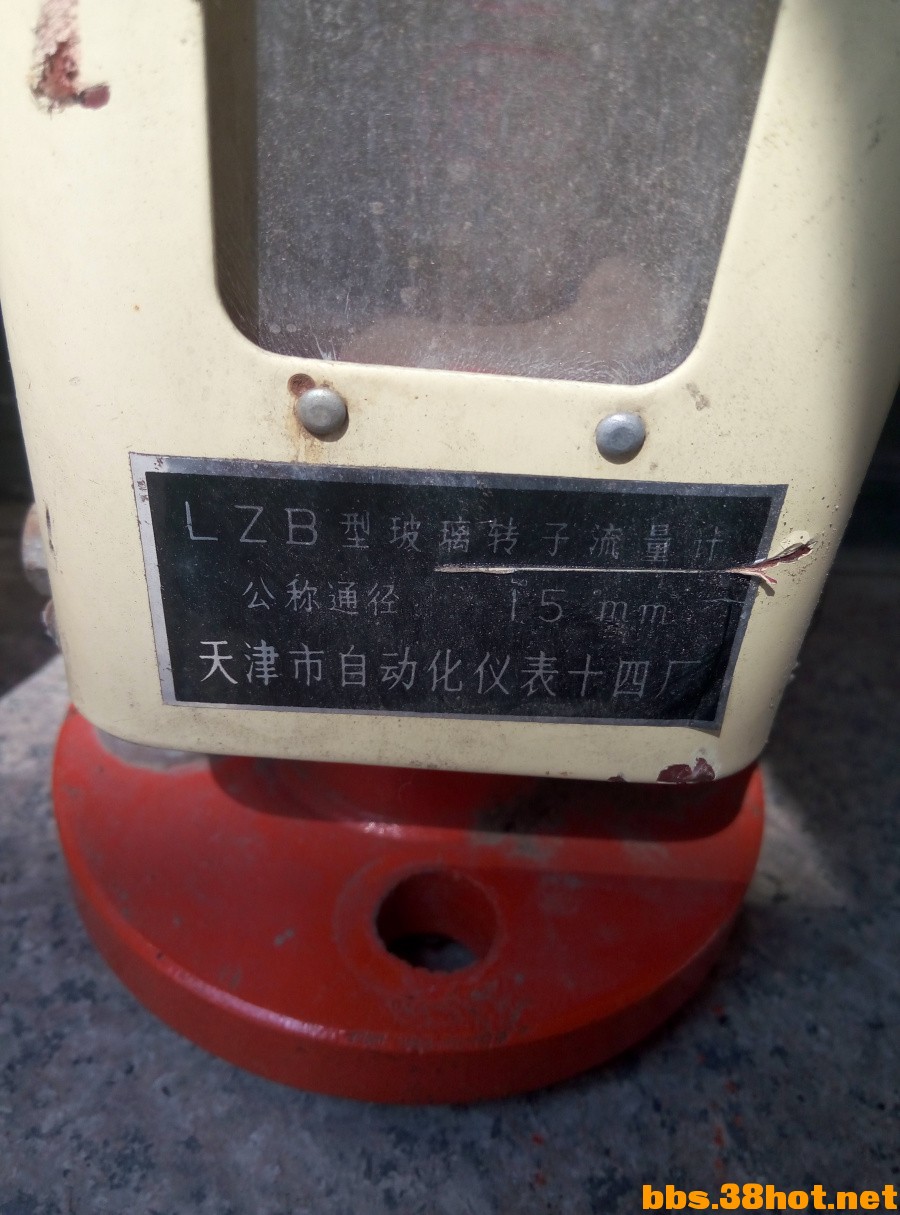 LZB型玻璃转子流量计
公称通径 15 mm
天津市自动化仪表十四厂
bbs.38hot.net